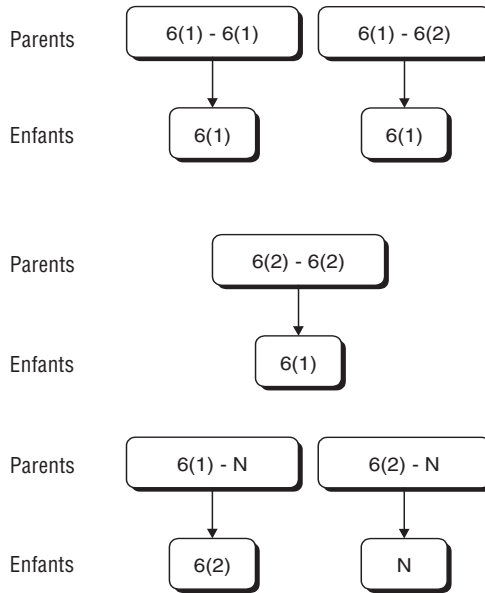 Parents 6(1) - 6(1) 6(1) - 6(2)
Enfants 6(1) 6(1)
Parents 6(2) - 6(2)
Enfants 6(1)
Parents 6(1) - N 6(2) - N
Enfants 6(2) N